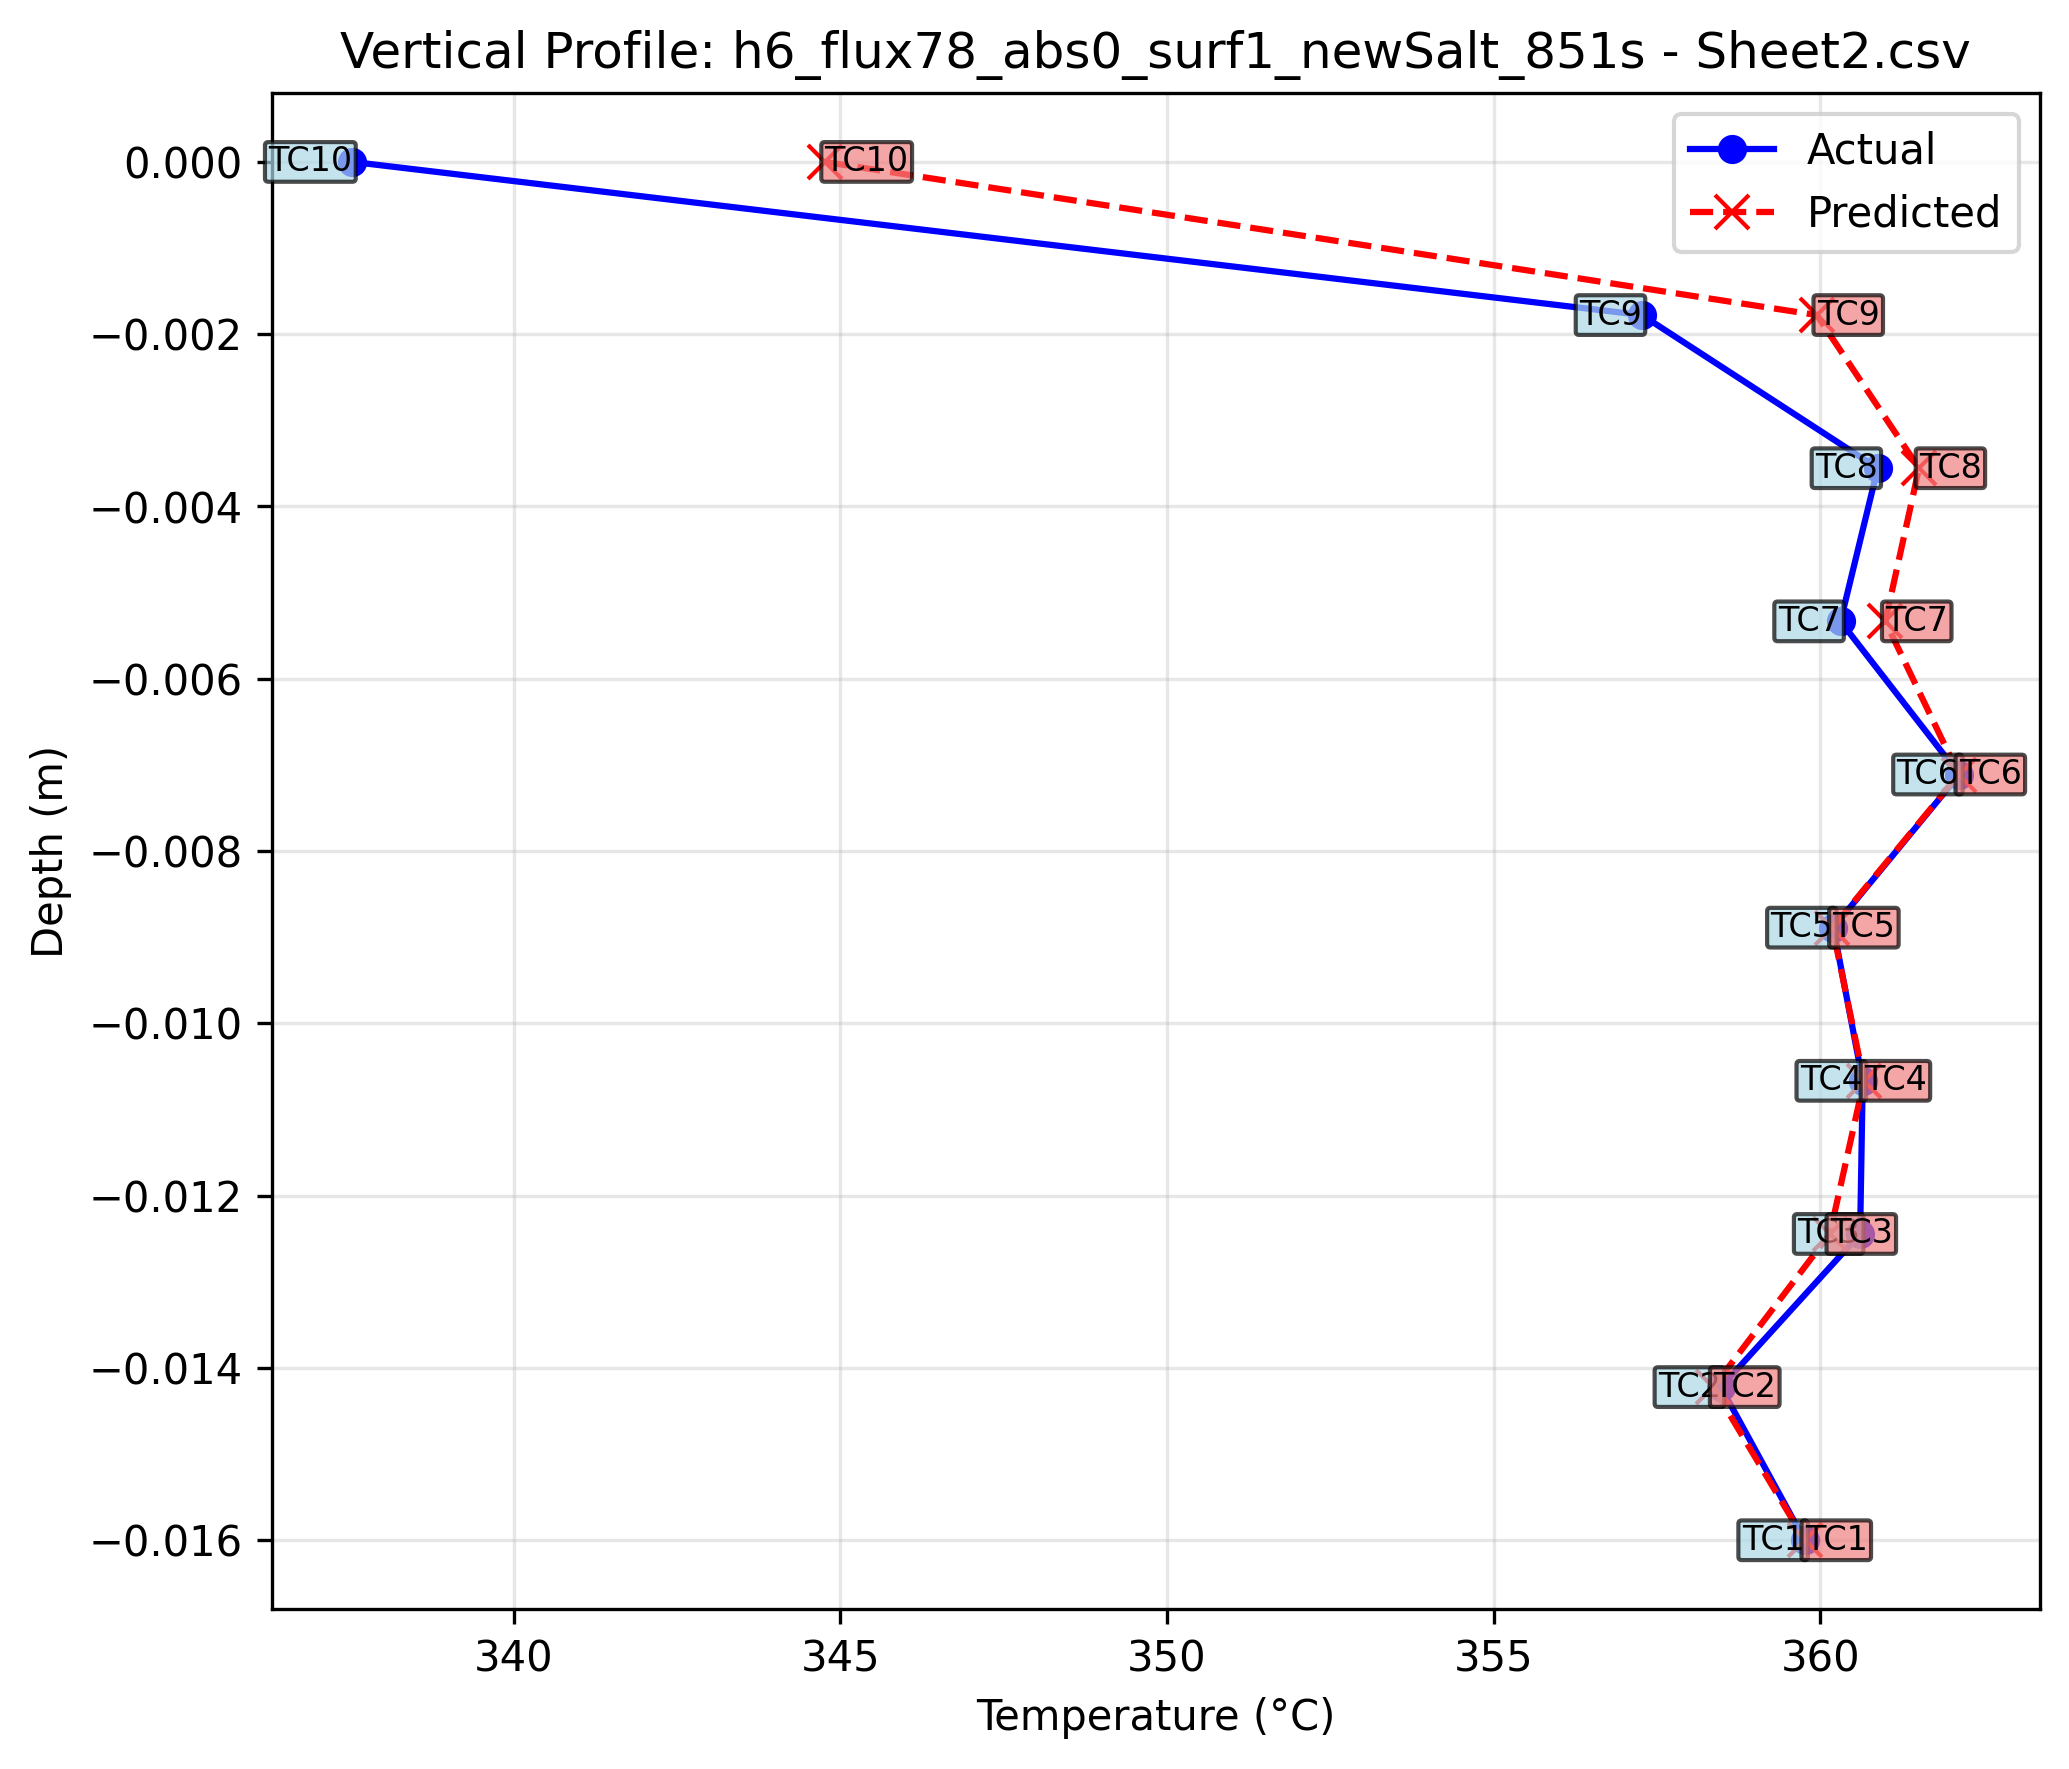 Vertical Profile: h6_flux78_abs0_surf1_newSalt_851s - Sheet2.csv
Actual
Predicted
0.000
−0.002
−0.004
−0.006
−0.008
−0.010
−0.012
−0.014
−0.016
Depth (m)
TC10 TC10
TC9 TC9
TC8 TC8
TC7 TC7
TC6 TC6
TC5 TC5
TC4 TC4
TC3
TC2 TC2
TC1 TC1
340 345 350 355 360
Temperature (°C)